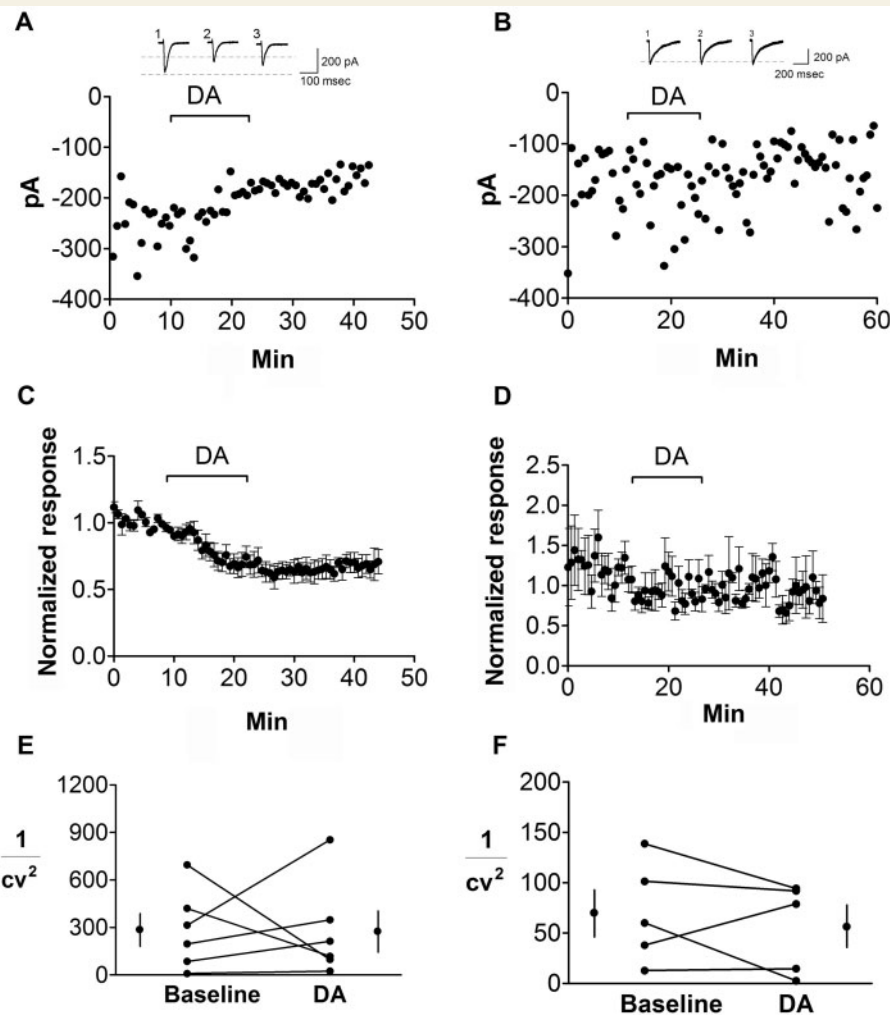 A
1 2 3
200 pA
100 msec
DA
0
-100
-200
-300
-400
pA
0 10 20 30 40 50
Min
B
1 2 3
200 pA
200 msec
DA
0
-100
-200
-300
-400
pA
0 20 40 60
Min
C
DA
1.5
1.0
0.5
0.0
Normalized response
0 20 40 60
Min
D
DA
2.5
2.0
1.5
1.0
0.5
0.0
Normalized response
0 20 40 60
Min
E
1200
900
600
300
0
1
cv²
Baseline DA
F
200
150
100
50
0
1
cv²
Baseline DA